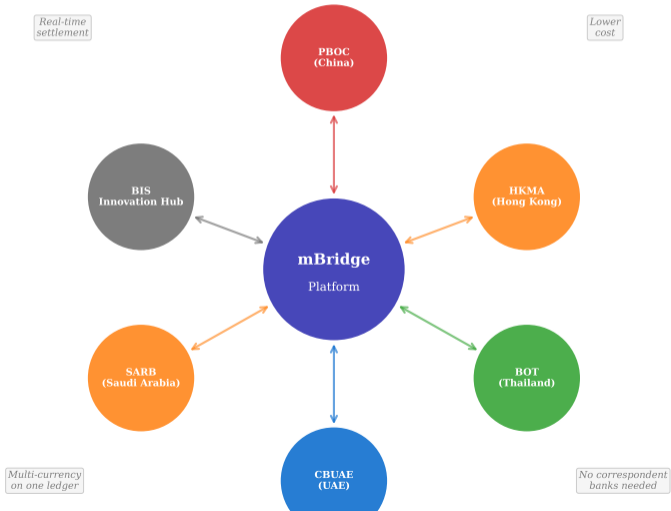 Real-time
settlement
PBOC
(China)
Lower
cost
BIS
Innovation Hub
HKMA
(Hong Kong)
mBridge
Platform
SARB
(Saudi Arabia)
BOT
(Thailand)
Multi-currency
on one ledger
CBUAE
(UAE)
No correspondent
banks needed